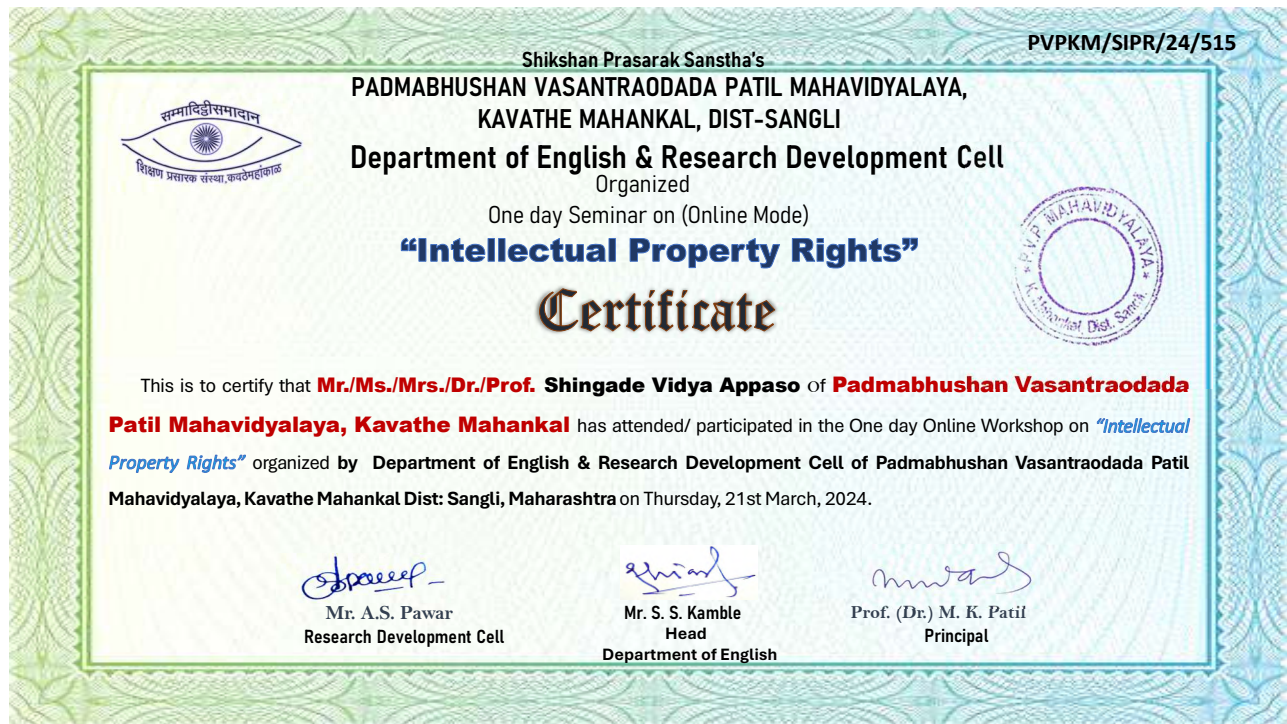 PVPKM/SIPR/24/515
Shikshan Prasarak Sanstha's
PADMABHUSHAN VASANTRAODADA PATIL MAHAVIDYALAYA,
KAVATHE MAHANKAL, DIST-SANGLI
Department of English & Research Development Cell
Organized
One day Seminar on (Online Mode)
“Intellectual Property Rights”
Certificate
सम्मादिट्ठीसमादान
शिक्षण प्रसारक संस्था,कवठेमहांकाळ
* P.V.P. MAHAVIDYALAYA *
K. Mahankal, Dist. Sangli.
This is to certify that Mr./Ms./Mrs./Dr./Prof. Shingade Vidya Appaso of Padmabhushan Vasantraodada
Patil Mahavidyalaya, Kavathe Mahankal has attended/ participated in the One day Online Workshop on “Intellectual
Property Rights” organized by Department of English & Research Development Cell of Padmabhushan Vasantraodada Patil
Mahavidyalaya, Kavathe Mahankal Dist: Sangli, Maharashtra on Thursday, 21st March, 2024.
Mr. A.S. Pawar
Research Development Cell
Mr. S. S. Kamble
Head
Department of English
Prof. (Dr.) M. K. Patil
Principal